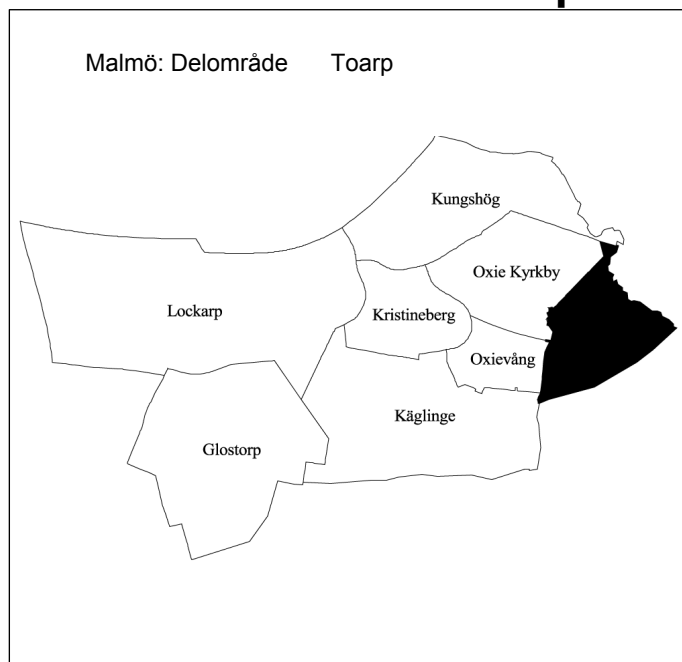 Malmö: Delområde Toarp
Kungshög
Oxie Kyrkby
Lockarp
Kristineberg
Oxievång
Käglinge
Glostorp